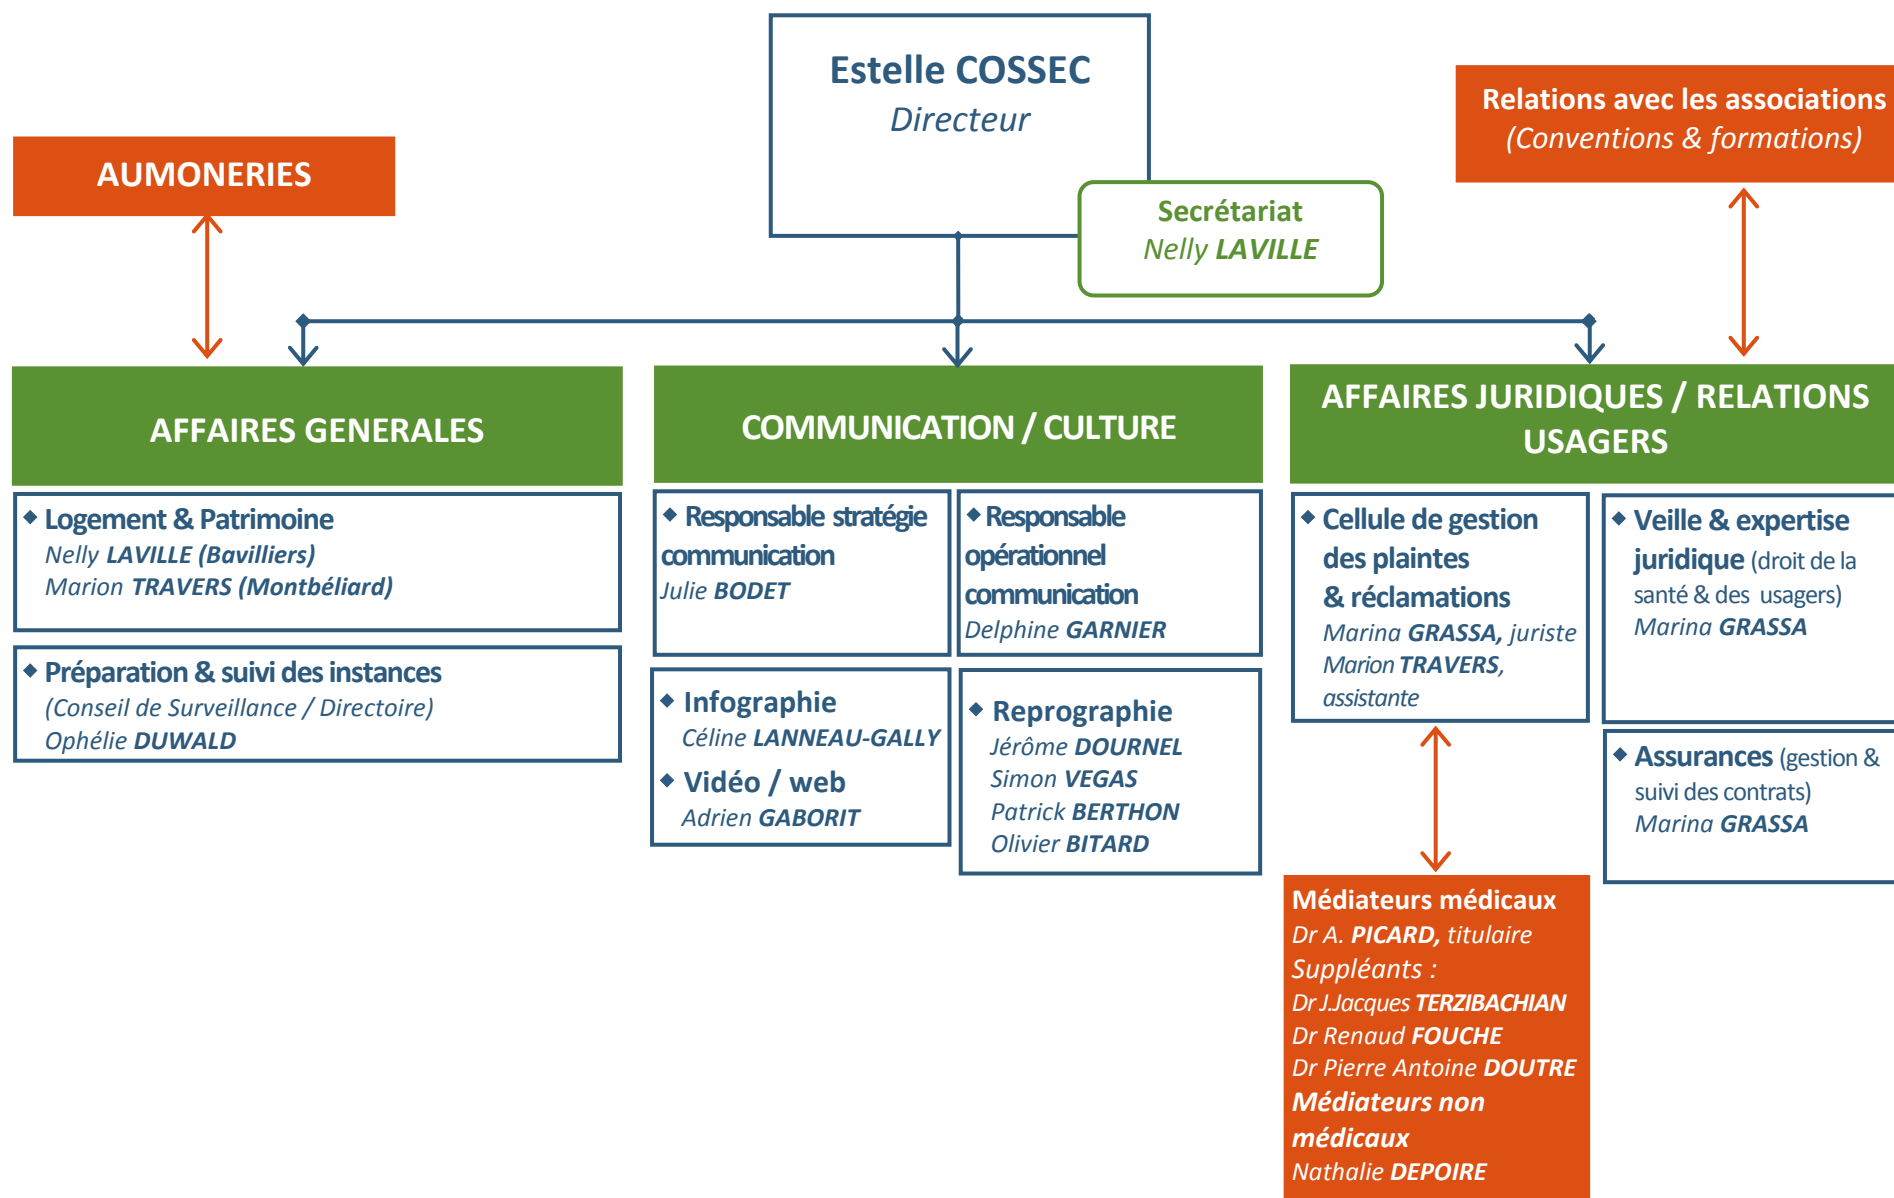 Estelle COSSEC
Directeur
Secrétariat
Nelly LAVILLE
AUMONERIES
Relations avec les associations
(Conventions & formations)
AFFAIRES GENERALES
◆ Logement & Patrimoine
Nelly LAVILLE (Bavilliers)
Marion TRAVERS (Montbéliard)
◆ Préparation & suivi des instances
(Conseil de Surveillance / Directoire)
Ophélie DUWALD
COMMUNICATION / CULTURE
◆ Responsable stratégie
communication
Julie BODET
◆ Responsable
opérationnel
communication
Delphine GARNIER
◆ Infographie
Céline LANNEAU-GALLY
◆ Vidéo / web
Adrien GABORIT
◆ Reprographie
Jérôme DOURNEL
Simon VEGAS
Patrick BERTHON
Olivier BITARD
AFFAIRES JURIDIQUES / RELATIONS
USAGERS
◆ Cellule de gestion
des plaintes
& réclamations
Marina GRASSA, juriste
Marion TRAVERS,
assistante
◆ Veille & expertise
juridique (droit de la
santé & des usagers)
Marina GRASSA
◆ Assurances (gestion &
suivi des contrats)
Marina GRASSA
Médiateurs médicaux
Dr A. PICARD, titulaire
Suppléants :
Dr J.Jacques TERZIBACHIAN
Dr Renaud FOUCHE
Dr Pierre Antoine DOUTRE
Médiateurs non
médicaux
Nathalie DEPOIRE